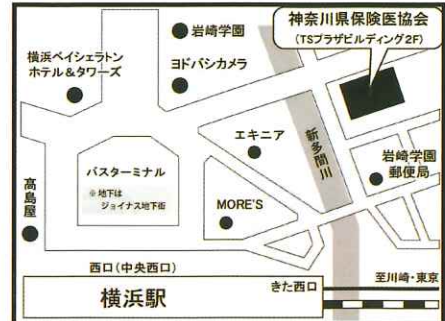 神奈川県保険医協会
(TSプラザビルディング2F)
岩崎学園
横浜ベイシェラトン
ホテル&タワーズ
ヨドバシカメラ
エキニア
新多間川
岩崎学園
郵便局
バスターミナル
※地下は
ジョイナス地下街
高島屋
MORE'S
西口(中央西口)
きた西口
至川崎・東京
横浜駅